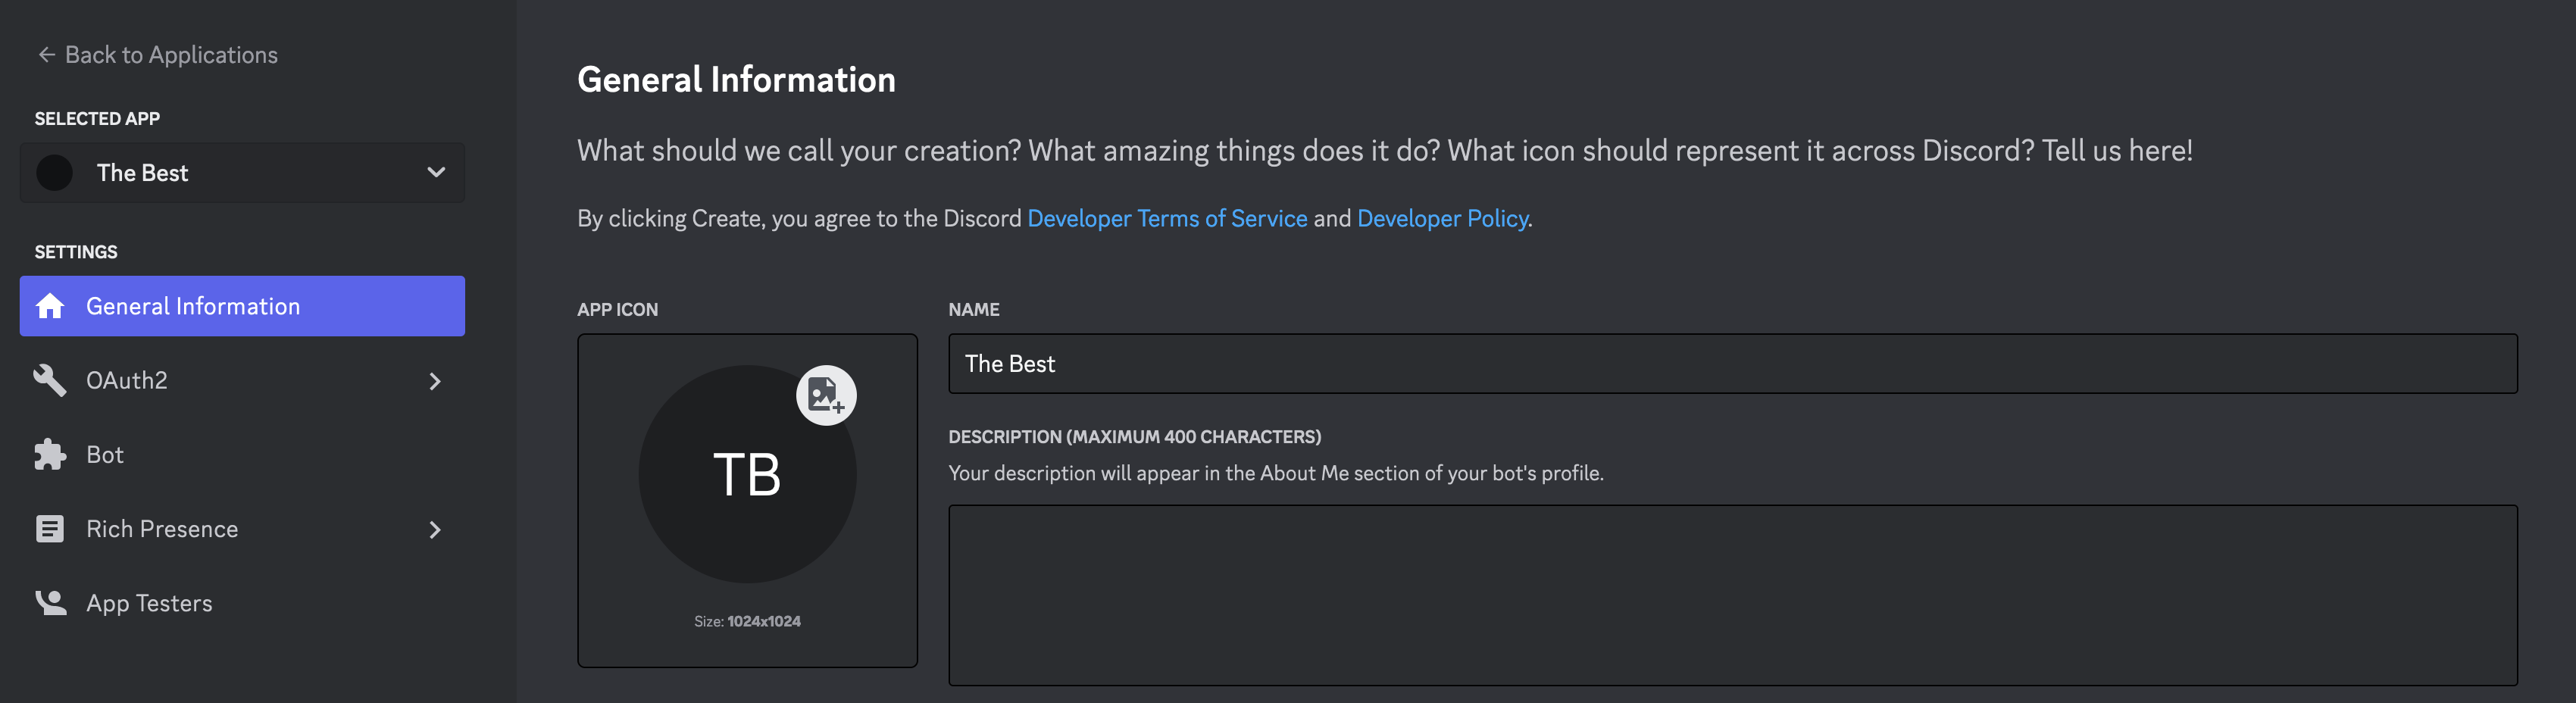 Back to Applications
SELECTED APP
The Best
SETTINGS
General Information
OAuth2
Bot
Rich Presence
App Testers
General Information
What should we call your creation? What amazing things does it do? What icon should represent it across Discord? Tell us here!
By clicking Create, you agree to the Discord Developer Terms of Service and Developer Policy.
APP ICON
TB
Size: 1024x1024
NAME
The Best
DESCRIPTION (MAXIMUM 400 CHARACTERS)
Your description will appear in the About Me section of your bot's profile.